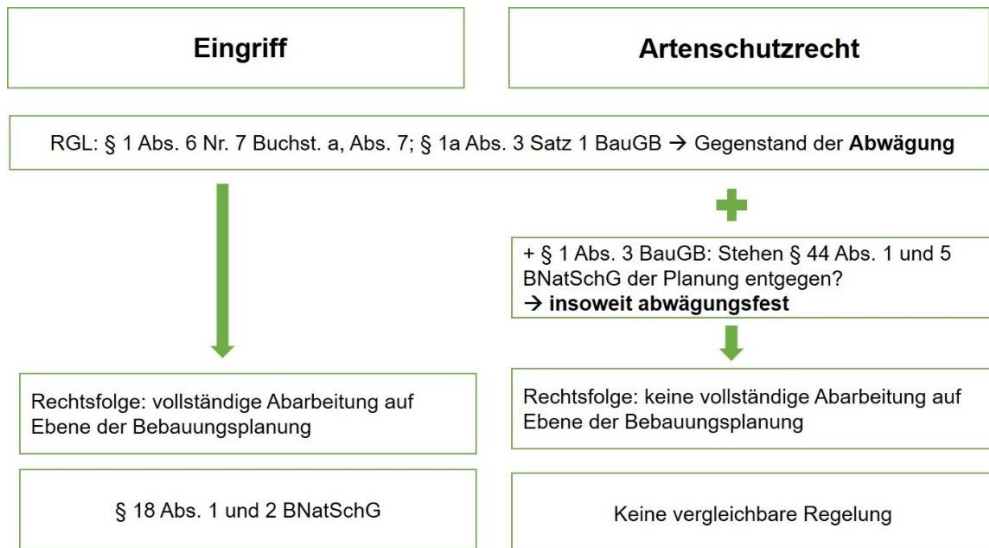 Eingriff
Artenschutzrecht
RGL: § 1 Abs. 6 Nr. 7 Buchst. a, Abs. 7; § 1a Abs. 3 Satz 1 BauGB → Gegenstand der Abwägung
+ § 1 Abs. 3 BauGB: Stehen § 44 Abs. 1 und 5
BNatSchG der Planung entgegen?
→ insoweit abwägungsfest
Rechtsfolge: vollständige Abarbeitung auf
Ebene der Bebauungsplanung
Rechtsfolge: keine vollständige Abarbeitung auf
Ebene der Bebauungsplanung
§ 18 Abs. 1 und 2 BNatSchG
Keine vergleichbare Regelung